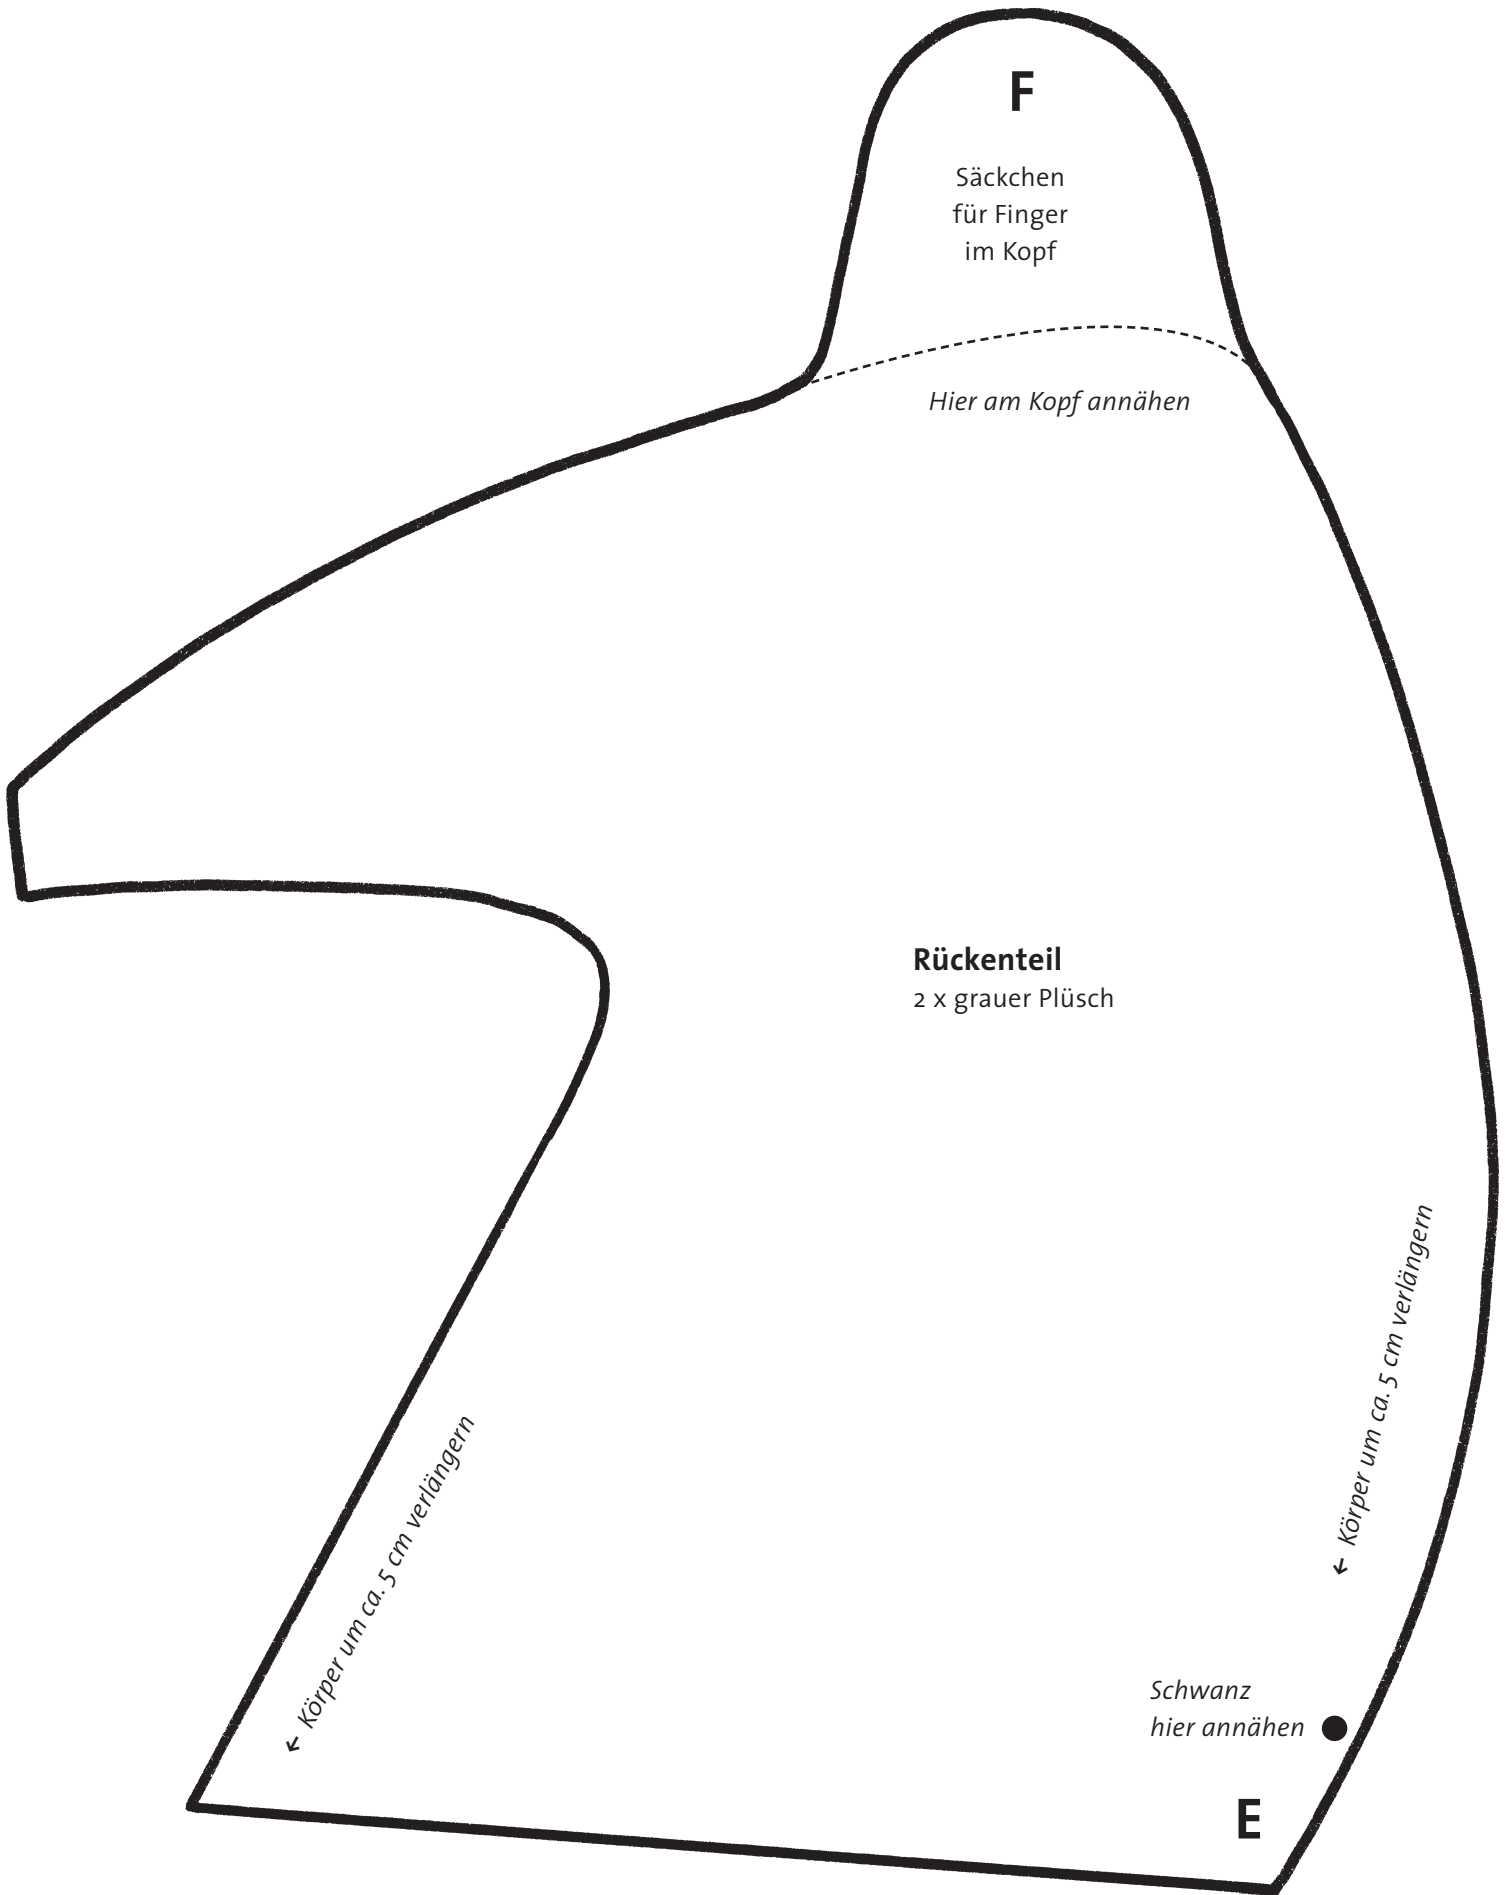 F
Säckchen
für Finger
im Kopf
Hier am Kopf annähen
Rückenteil
2 x grauer Plüsch
← Körper um ca. 5 cm verlängern
← Körper um ca. 5 cm verlängern
Schwanz
hier annähen
E